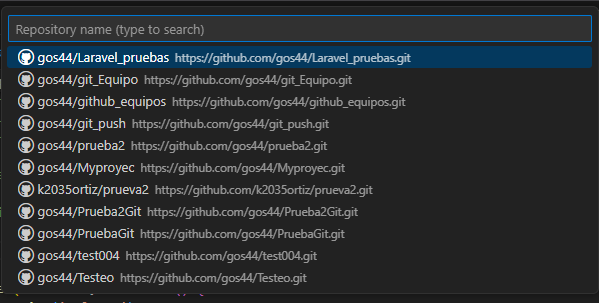 Repository name (type to search)
gos44/Laravel_pruebas https://github.com/gos44/Laravel_pruebas.git
gos44/git_Equipo https://github.com/gos44/git_Equipo.git
gos44/github_equipos https://github.com/gos44/github_equipos.git
gos44/git_push https://github.com/gos44/git_push.git
gos44/prueba2 https://github.com/gos44/prueba2.git
gos44/Myproyec https://github.com/gos44/Myproyec.git
k2035ortiz/prueva2 https://github.com/k2035ortiz/prueva2.git
gos44/Prueba2Git https://github.com/gos44/Prueba2Git.git
gos44/PruebaGit https://github.com/gos44/PruebaGit.git
gos44/test004 https://github.com/gos44/test004.git
gos44/Testeo https://github.com/gos44/Testeo.git